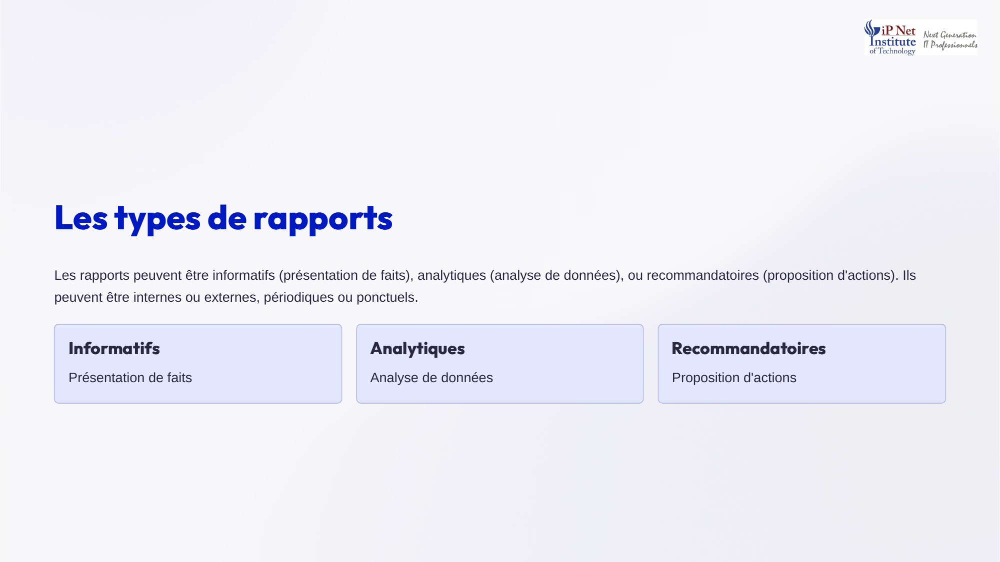 iP Net
Institute
of Technology
Next Generation
IT Professionnels
Les types de rapports
Les rapports peuvent être informatifs (présentation de faits), analytiques (analyse de données), ou recommandatoires (proposition d'actions). Ils
peuvent être internes ou externes, périodiques ou ponctuels.
Informatifs
Présentation de faits
Analytiques
Analyse de données
Recommandatoires
Proposition d'actions